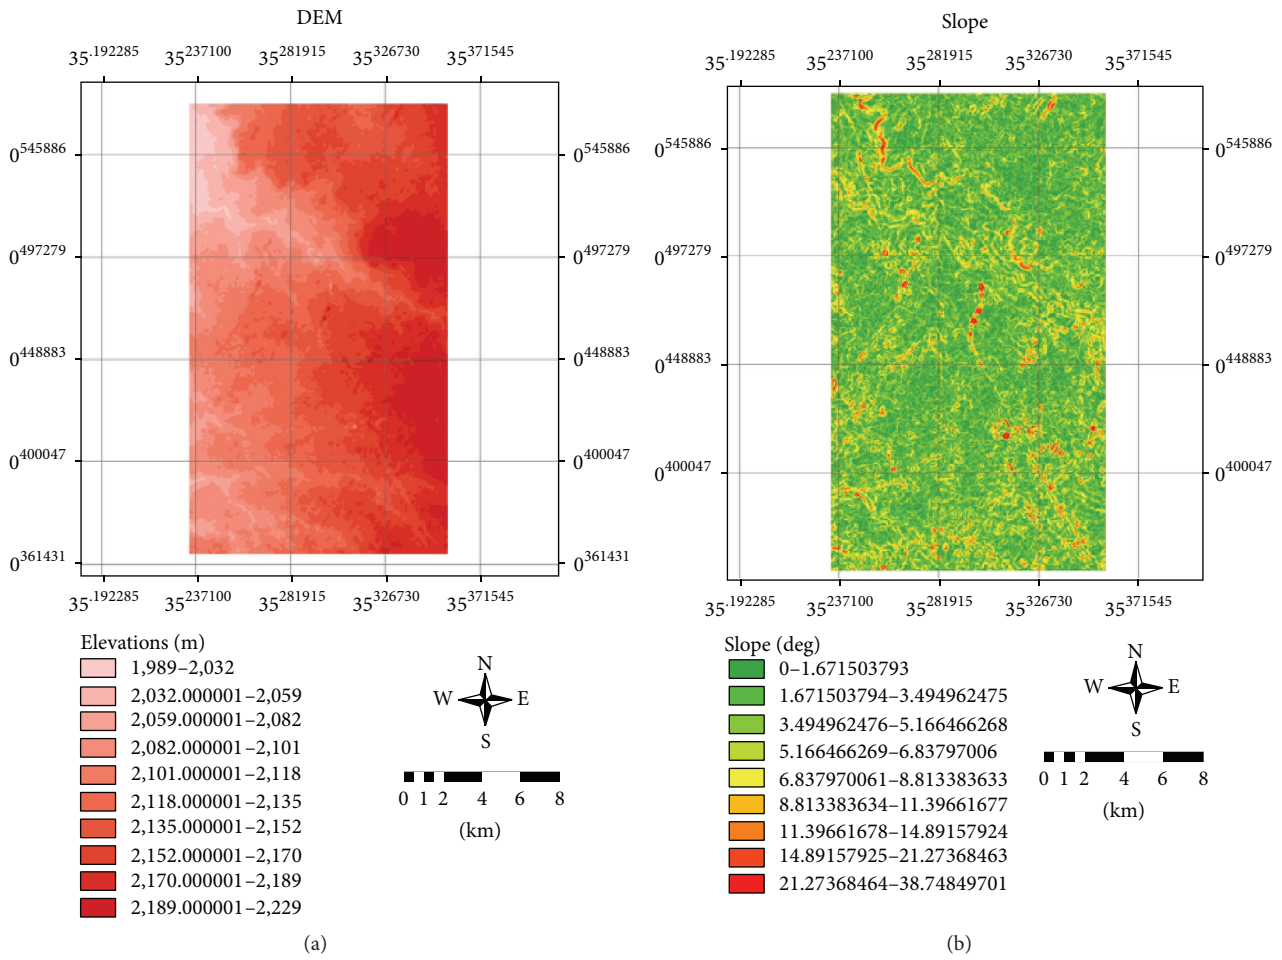 DEM
35.192285 35237100 35281915 35326730 35371545
0545886 0545886
0497279 0497279
0448883 0448883
0400047 0400047
0361431 0361431
35.192285 35237100 35281915 35326730 35371545
Elevations (m)
1,989–2,032
2,032.000001–2,059
2,059.000001–2,082
2,082.000001–2,101
2,101.000001–2,118
2,118.000001–2,135
2,135.000001–2,152
2,152.000001–2,170
2,170.000001–2,189
2,189.000001–2,229
N
W E
S
0 1 2 4 6 8
(km)
(a)
Slope
35.192285 35237100 35281915 35326730 35371545
0545886 0545886
0497279 0497279
0448883 0448883
0400047 0400047
35.192285 35237100 35281915 35326730 35371545
Slope (deg)
0–1.671503793
1.671503794–3.494962475
3.494962476–5.166466268
5.166466269–6.83797006
6.837970061–8.813383633
8.813383634–11.39661677
11.39661678–14.89157924
14.89157925–21.27368463
21.27368464–38.74849701
N
W E
S
0 1 2 4 6 8
(km)
(b)